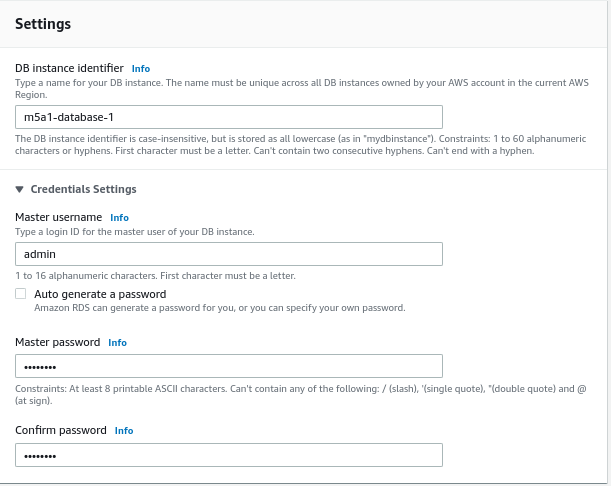 Settings
DB instance identifier Info
Type a name for your DB instance. The name must be unique across all DB instances owned by your AWS account in the current AWS
Region.
m5a1-database-1
The DB instance identifier is case-insensitive, but is stored as all lowercase (as in "mydbinstance"). Constraints: 1 to 60 alphanumeric
characters or hyphens. First character must be a letter. Can't contain two consecutive hyphens. Can't end with a hyphen.
▼ Credentials Settings
Master username Info
Type a login ID for the master user of your DB instance.
admin
1 to 16 alphanumeric characters. First character must be a letter.
Auto generate a password
Amazon RDS can generate a password for you, or you can specify your own password.
Master password Info
••••••••
Constraints: At least 8 printable ASCII characters. Can't contain any of the following: / (slash), '(single quote), "(double quote) and @
(at sign).
Confirm password Info
••••••••